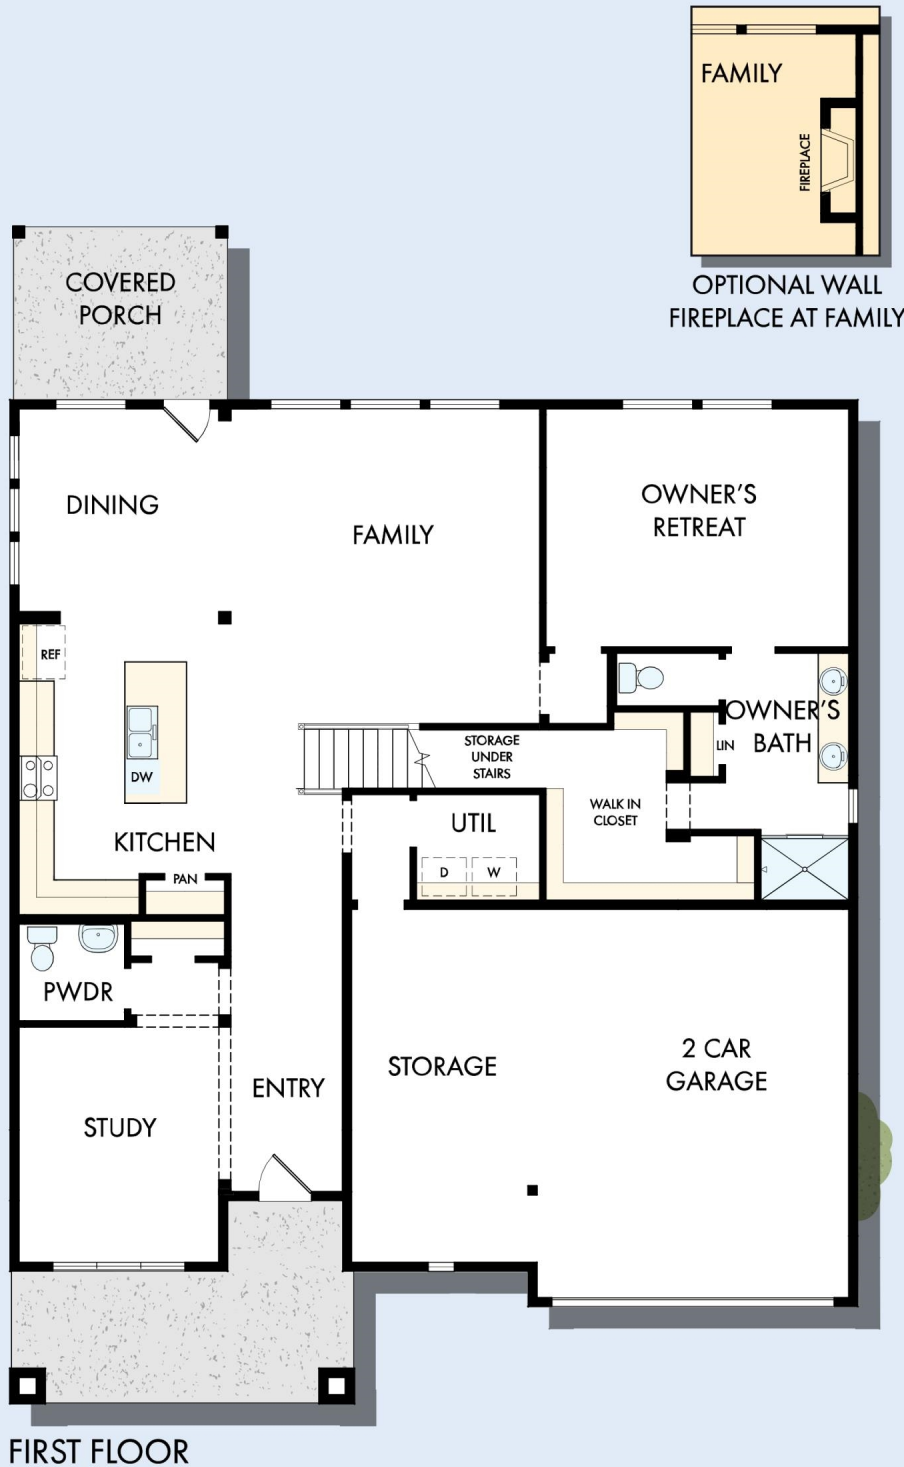 FAMILY
FIREPLACE
OPTIONAL WALL
FIREPLACE AT FAMILY
COVERED
PORCH
DINING
FAMILY
OWNER'S
RETREAT
REF
OWNER'S
BATH
LIN
STORAGE
UNDER
STAIRS
DW
WALK IN
CLOSET
UTIL
KITCHEN
D
W
PAN
PWDR
STORAGE
2 CAR
GARAGE
ENTRY
STUDY
FIRST FLOOR